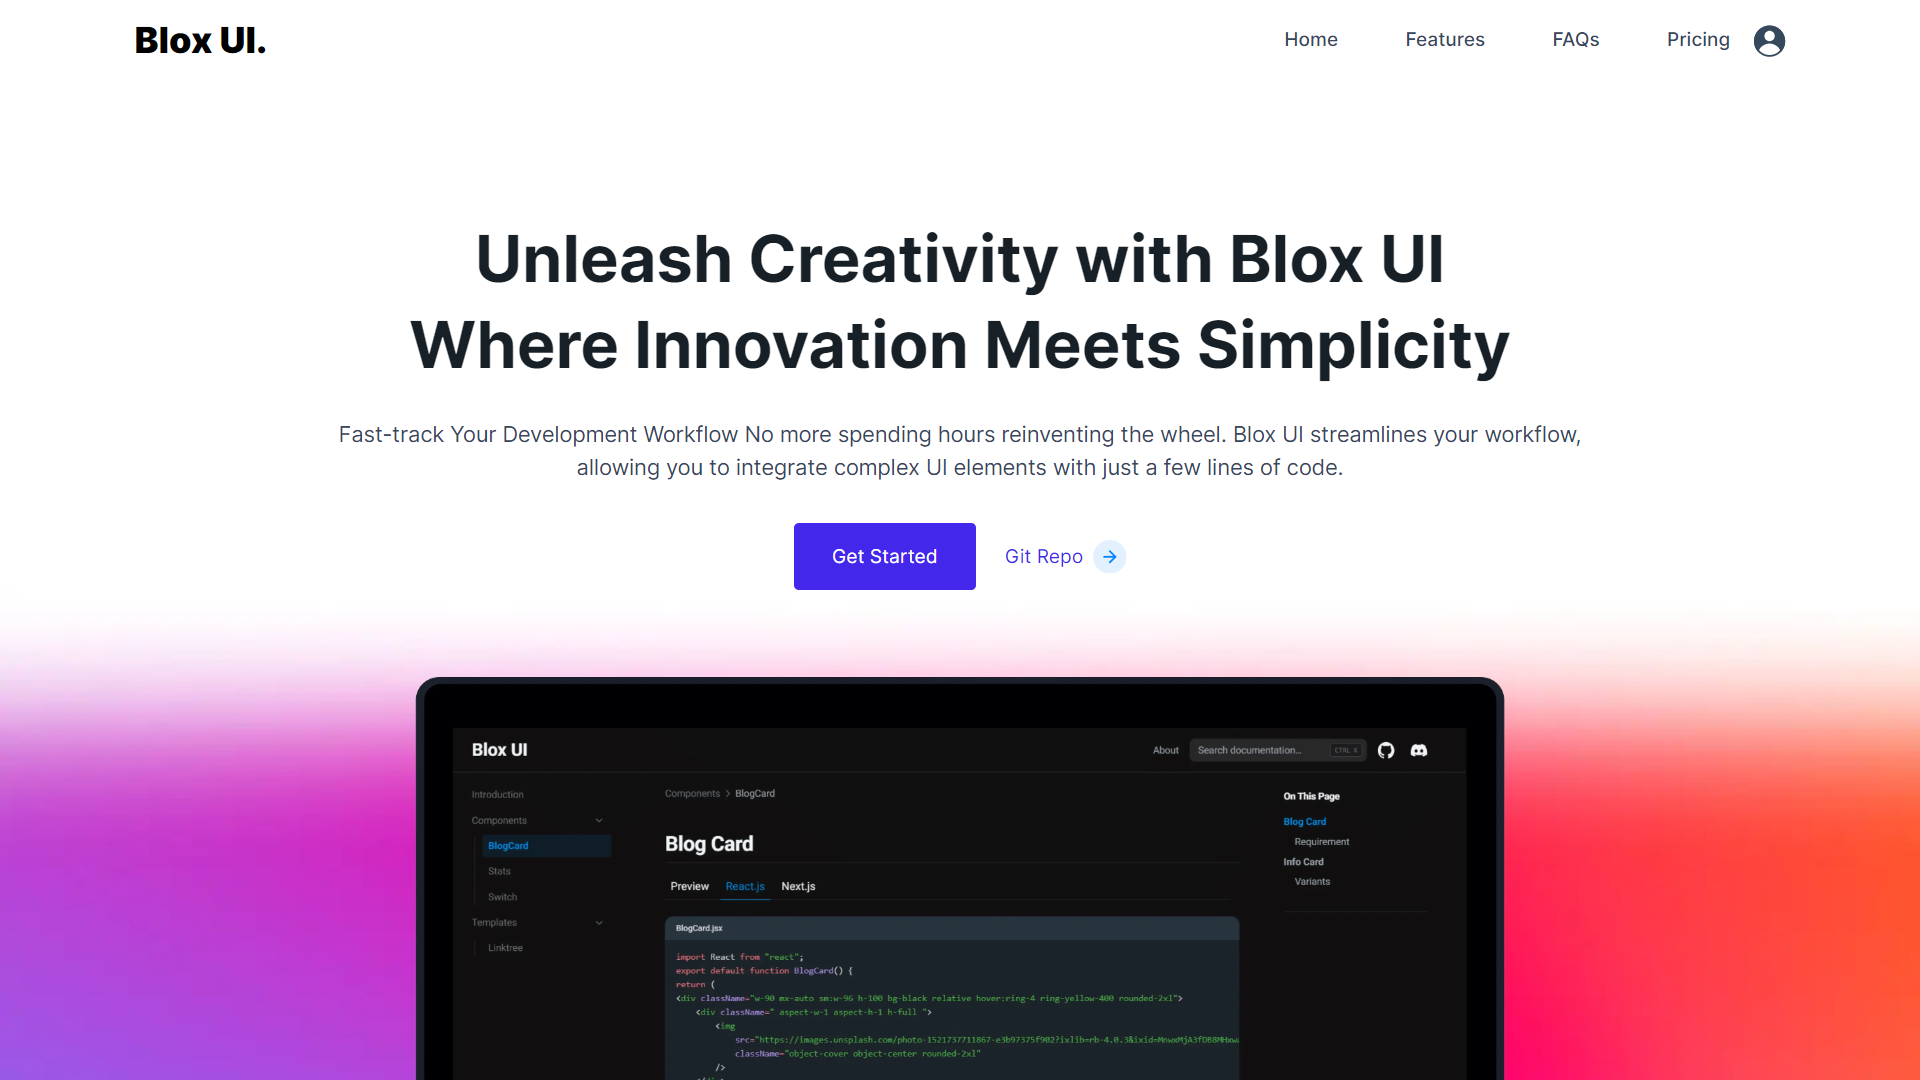 Blox UI.
Home
Features
FAQs
Pricing
Unleash Creativity with Blox UI
Where Innovation Meets Simplicity
Fast-track Your Development Workflow No more spending hours reinventing the wheel. Blox UI streamlines your workflow,
allowing you to integrate complex UI elements with just a few lines of code.
Get Started
Git Repo
Blox UI
About
Search documentation...
CTRL K
Introduction
Components
BlogCard
Stats
Switch
Templates
Linktree
Components > BlogCard
Blog Card
Preview
React.js
Next.js
BlogCard.jsx
import React from "react";
export default function BlogCard() {
return (
<div className="w-90 mx-auto sm:w-96 h-100 bg-black relative hover:ring-4 ring-yellow-400 rounded-2xl">
<div className=" aspect-w-1 aspect-h-1 h-full ">
<img
src="https://images.unsplash.com/photo-1521737711867-e3b97375f902?ixlib=rb-4.0.3&ixid=
className="object-cover object-center rounded-2xl"
/>
On This Page
Blog Card
Requirement
Info Card
Variants